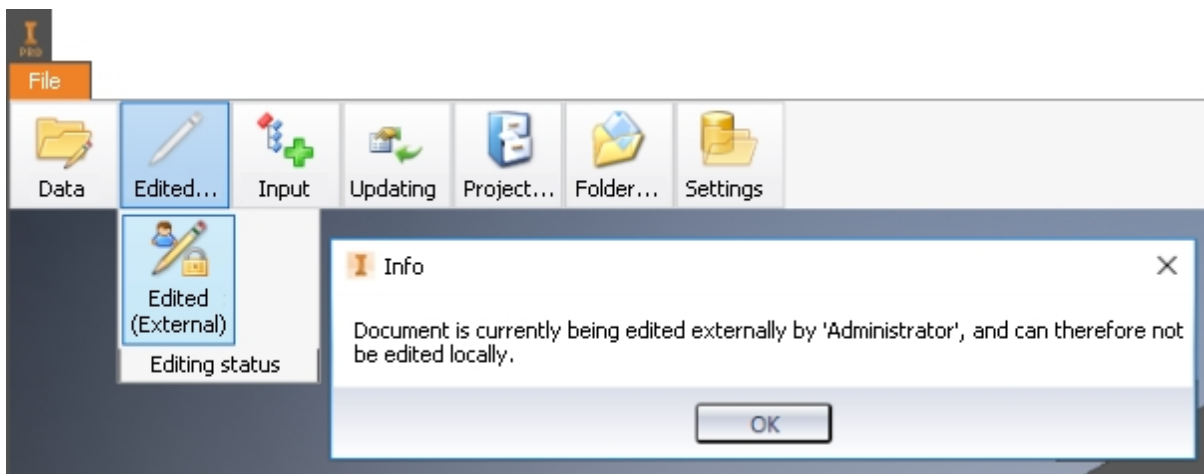 I
PRO
File
Data
Edited...
Input
Updating
Project...
Folder...
Settings
Edited
(External)
Editing status
I Info
Document is currently being edited externally by 'Administrator', and can therefore not
be edited locally.
OK